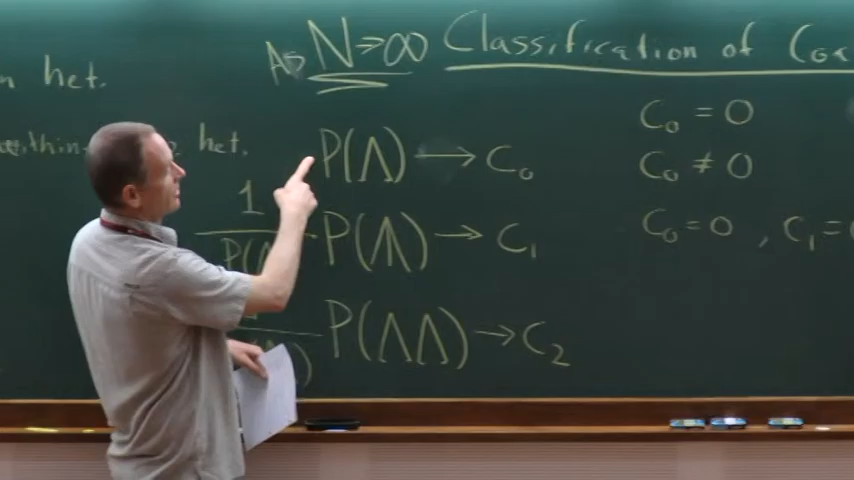 n het.
het.
As N→∞ Classification of
P(Λ) → C₀
1
P(Λ) → C₁
P(ΛΛ) → C₂
C₀ = 0
C₀ ≠ 0
C₀ = 0 , C₁ =